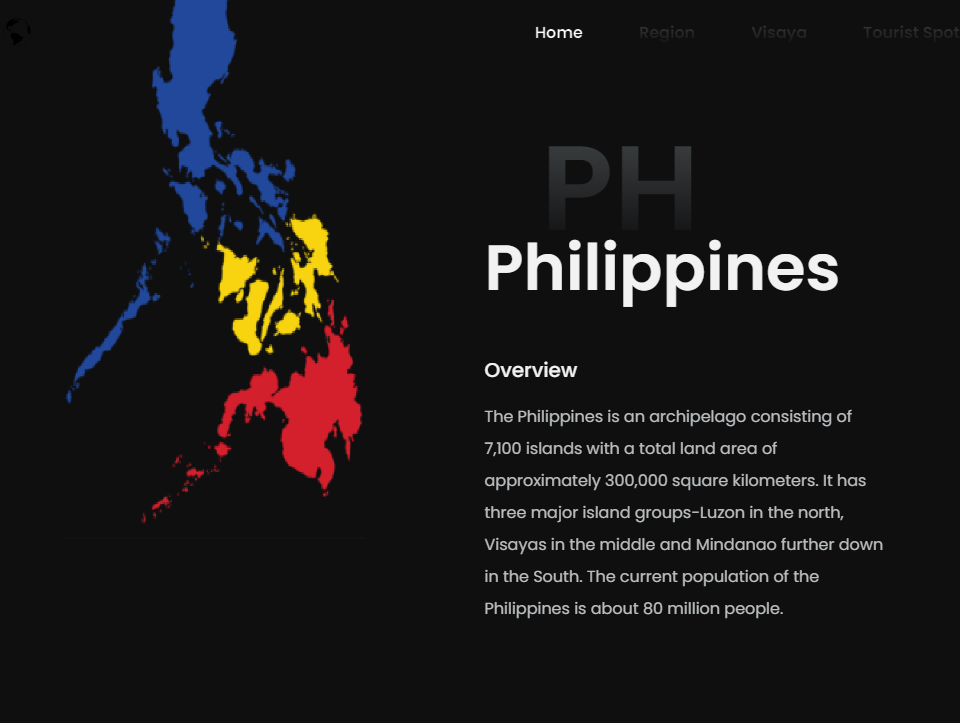 Home Region Visaya Tourist Spot
PH
Philippines
Overview
The Philippines is an archipelago consisting of
7,100 islands with a total land area of
approximately 300,000 square kilometers. It has
three major island groups-Luzon in the north,
Visayas in the middle and Mindanao further down
in the South. The current population of the
Philippines is about 80 million people.